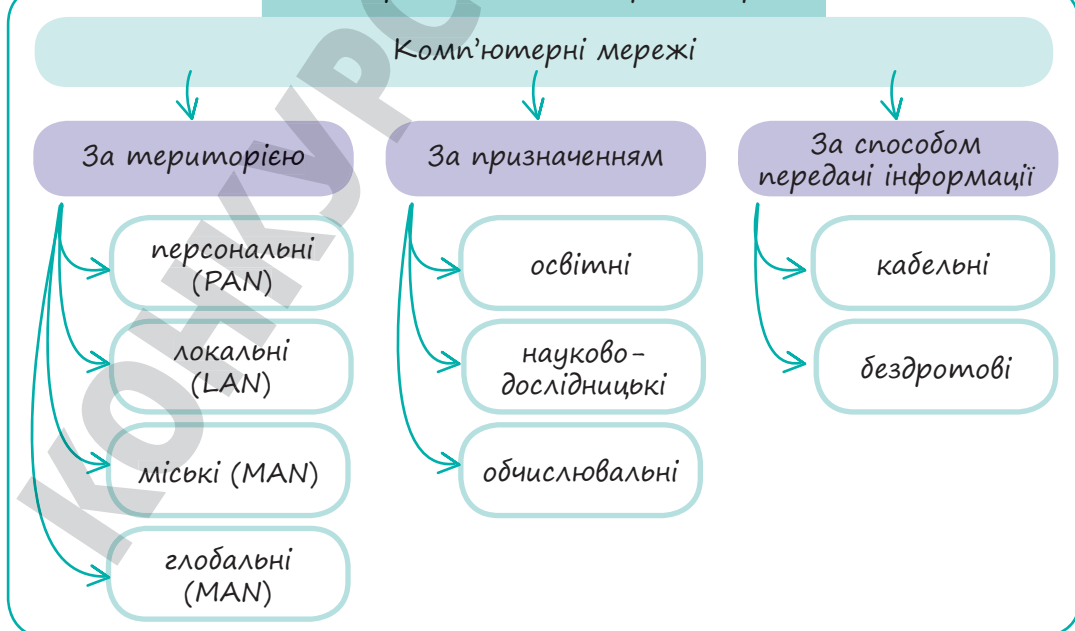 Комп'ютерні мережі
За територією
персональні
(PAN)
локальні
(LAN)
міські (MAN)
глобальні
(MAN)
За призначенням
освітні
науково-
дослідницькі
обчислювальні
За способом
передачі інформації
кабельні
бездротові
КОНКУРС